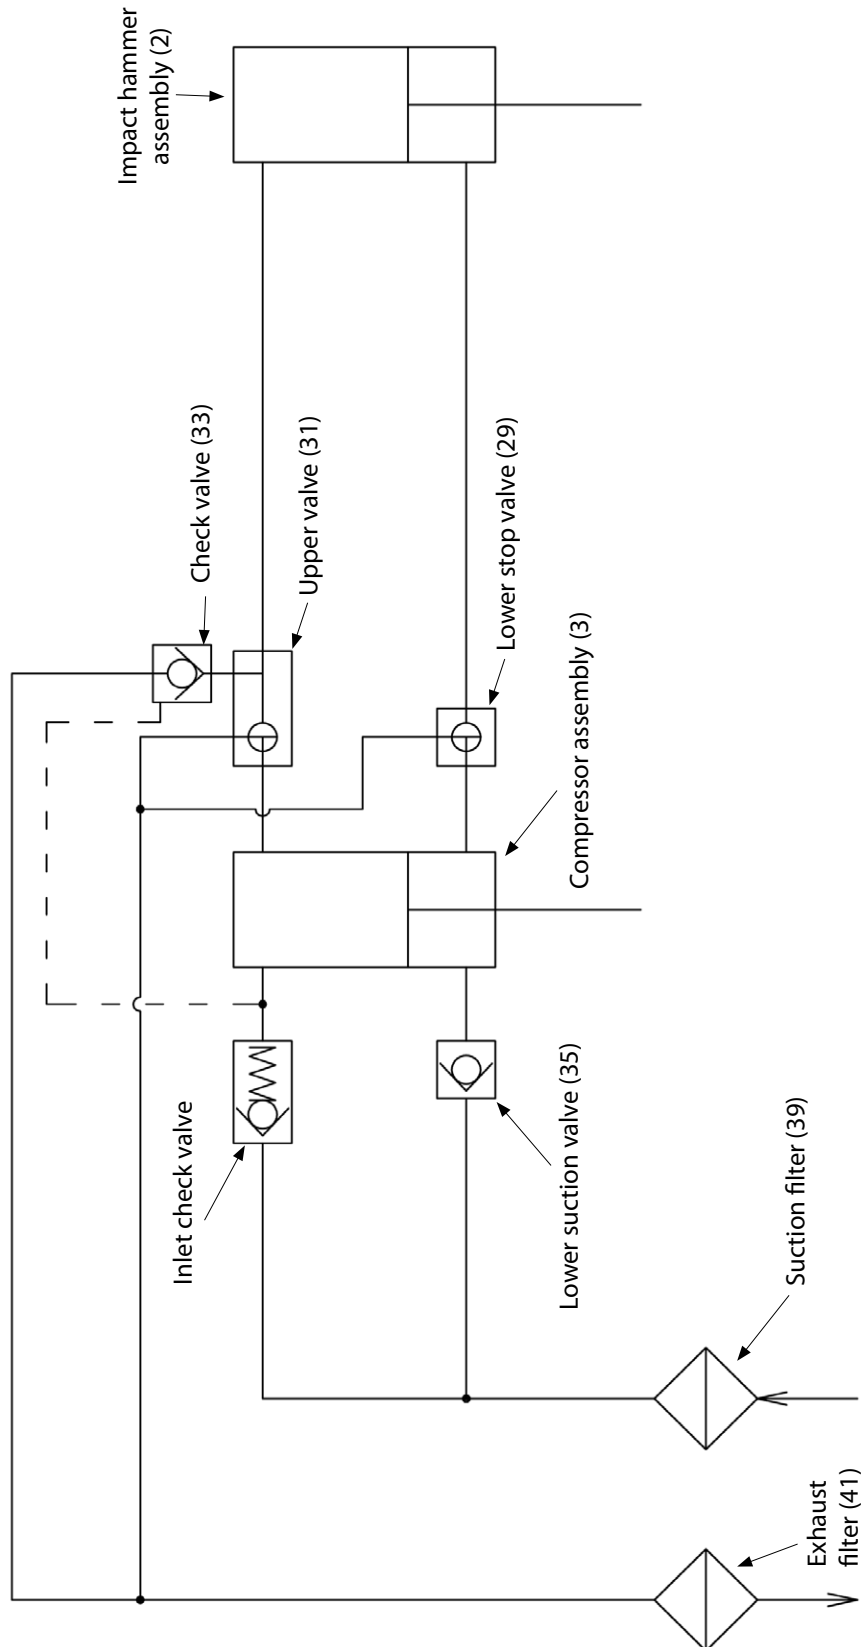 Impact hammer
assembly (2)
Check valve (33)
Upper valve (31)
Lower stop valve (29)
Compressor assembly (3)
Inlet check valve
Lower suction valve (35)
Suction filter (39)
Exhaust
filter (41)